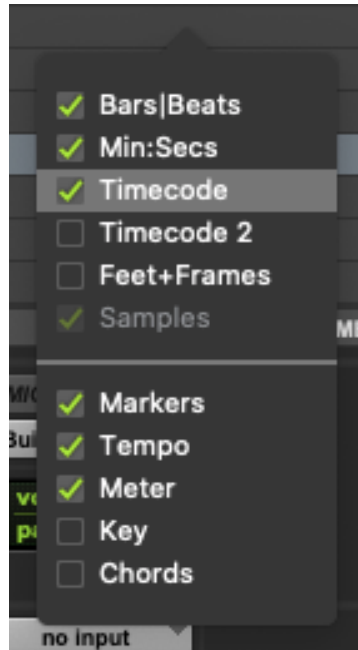 Bars|Beats
Min:Secs
Timecode
Timecode 2
Feet+Frames
Samples
Markers
Tempo
Meter
Key
Chords
no input